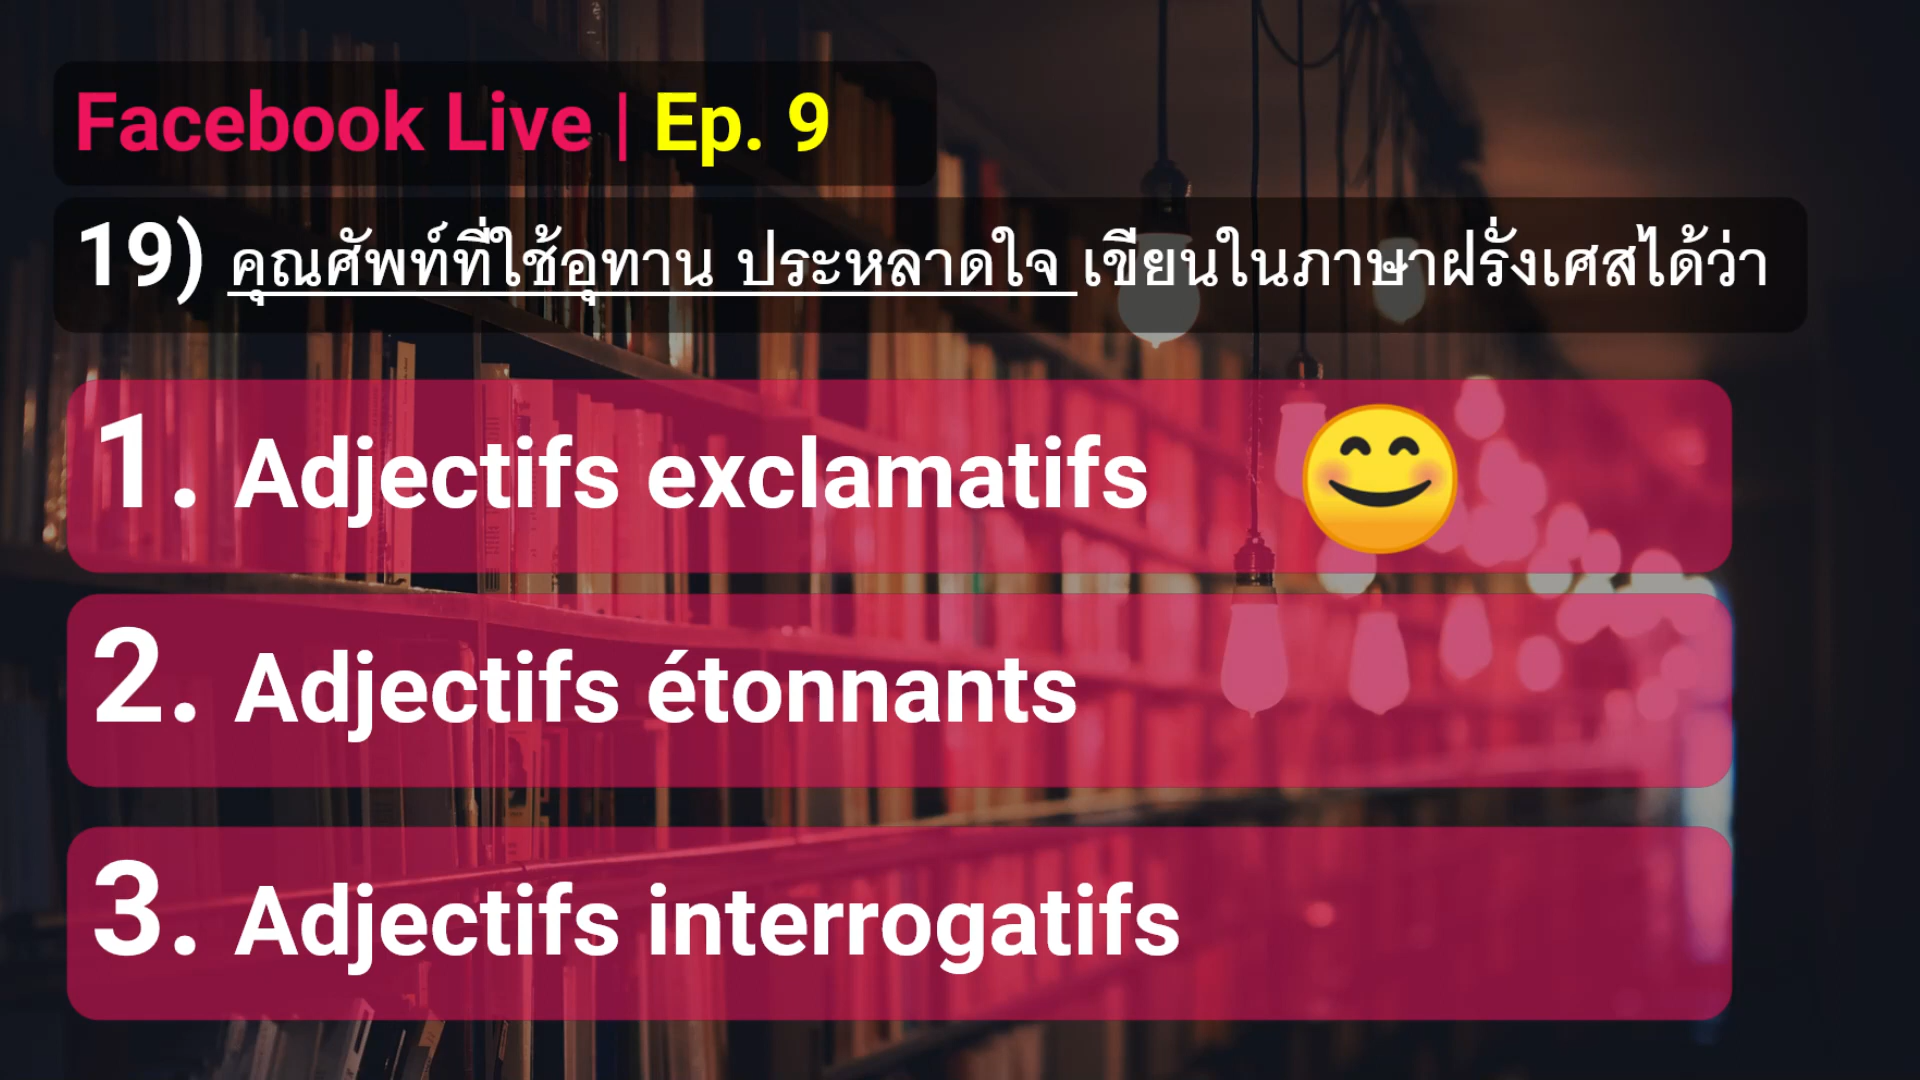 Facebook Live | Ep. 9
19) คุณศัพท์ที่ใช้อุทาน ประหลาดใจ เขียนในภาษาฝรั่งเศสได้ว่า
1. Adjectifs exclamatifs
2. Adjectifs étonnants
3. Adjectifs interrogatifs